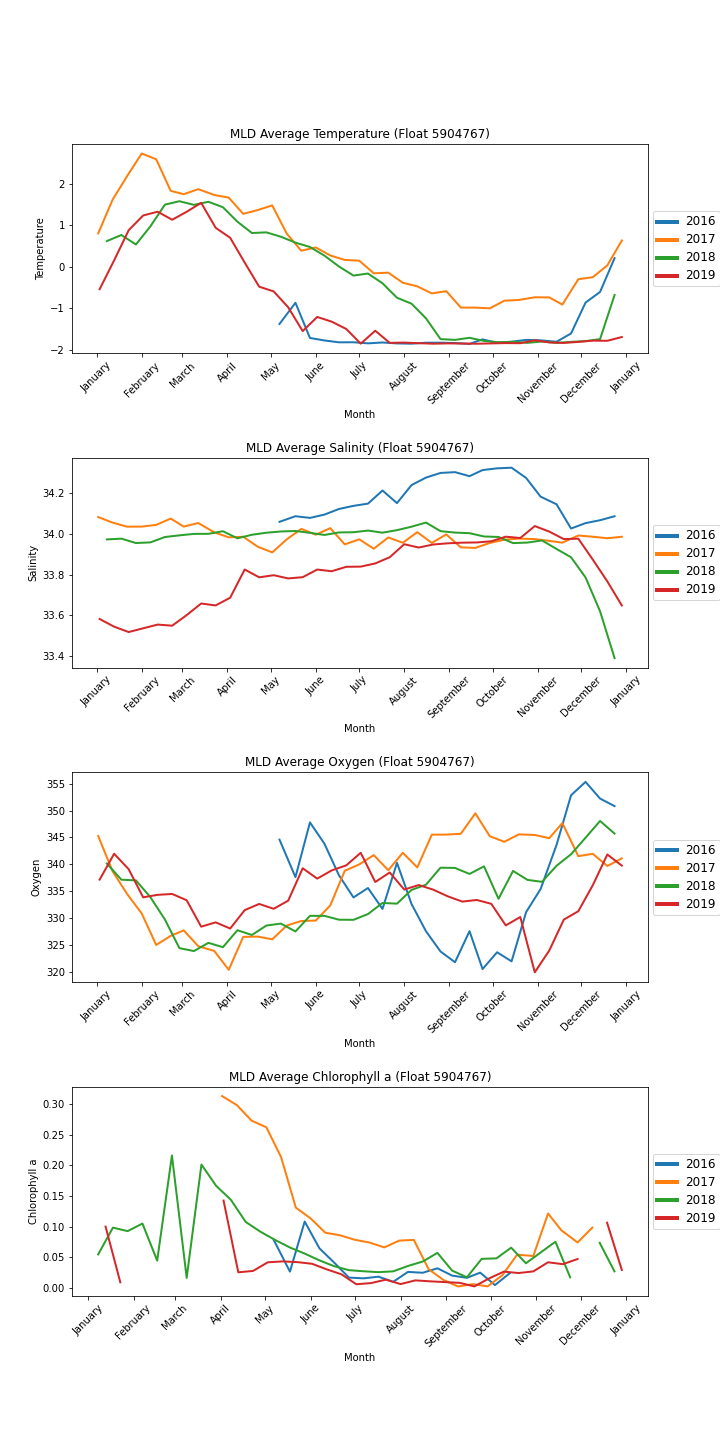 MLD Average Temperature (Float 5904767)
2
1
0
−1
−2
Temperature
January
February
March
April
May
June
July
August
September
October
November
December
January
Month
2016
2017
2018
2019
MLD Average Salinity (Float 5904767)
34.2
34.0
33.8
33.6
33.4
Salinity
January
February
March
April
May
June
July
August
September
October
November
December
January
Month
2016
2017
2018
2019
MLD Average Oxygen (Float 5904767)
355
350
345
340
335
330
325
320
Oxygen
January
February
March
April
May
June
July
August
September
October
November
December
January
Month
2016
2017
2018
2019
MLD Average Chlorophyll a (Float 5904767)
0.30
0.25
0.20
0.15
0.10
0.05
0.00
Chlorophyll a
January
February
March
April
May
June
July
August
September
October
November
December
January
Month
2016
2017
2018
2019